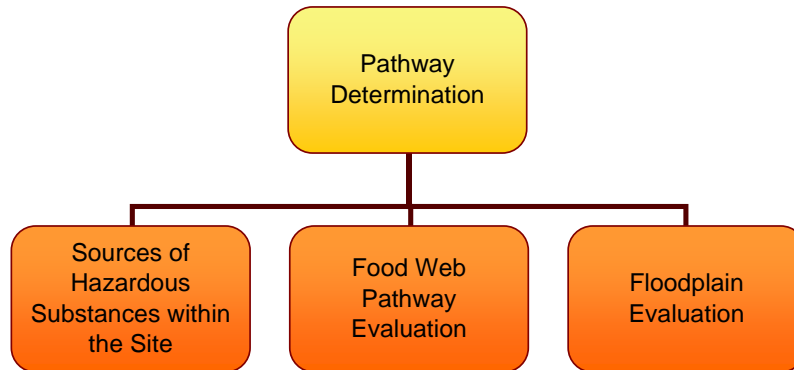 Pathway
Determination
Sources of
Hazardous
Substances within
the Site
Food Web
Pathway
Evaluation
Floodplain
Evaluation